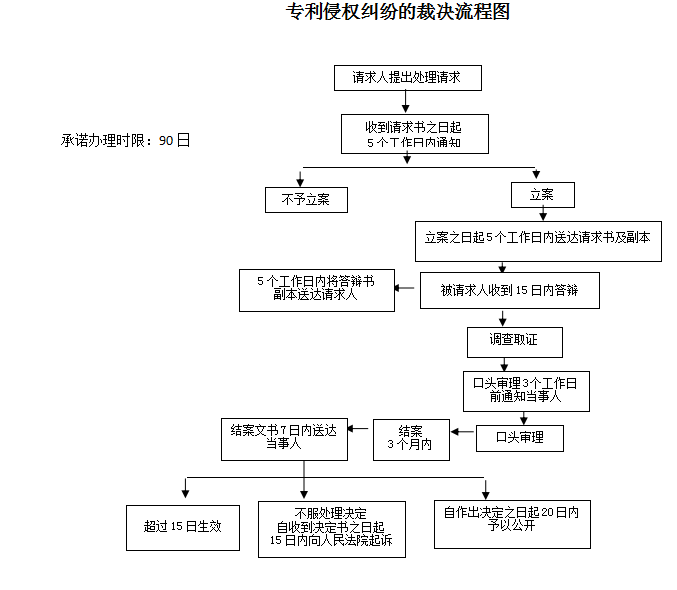 专利侵权纠纷的裁决流程图
请求人提出处理请求
承诺办理时限：90日
收到请求书之日起
5个工作日内通知
不予立案
立案
立案之日起5个工作日内送达请求书及副本
5个工作日内将答辩书
副本送达请求人
被请求人收到15日内答辩
调查取证
口头审理3个工作日
前通知当事人
结案文书7日内送达
当事人
结案
3个月内
口头审理
超过15日生效
不服处理决定
自收到决定书之日起
15日内向人民法院起诉
自作出决定之日起20日内
予以公开